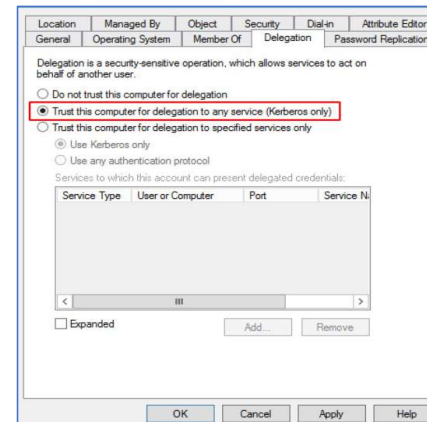 Location Managed By Object Security Dial-in Attribute Editor
General Operating System Member Of Delegation Password Replication
Delegation is a security-sensitive operation, which allows services to act on
behalf of another user.
Do not trust this computer for delegation
Trust this computer for delegation to any service (Kerberos only)
Trust this computer for delegation to specified services only
Use Kerberos only
Use any authentication protocol
Services to which this account can present delegated credentials:
Service Type User or Computer Port Service Na
Expanded Add... Remove
OK Cancel Apply Help